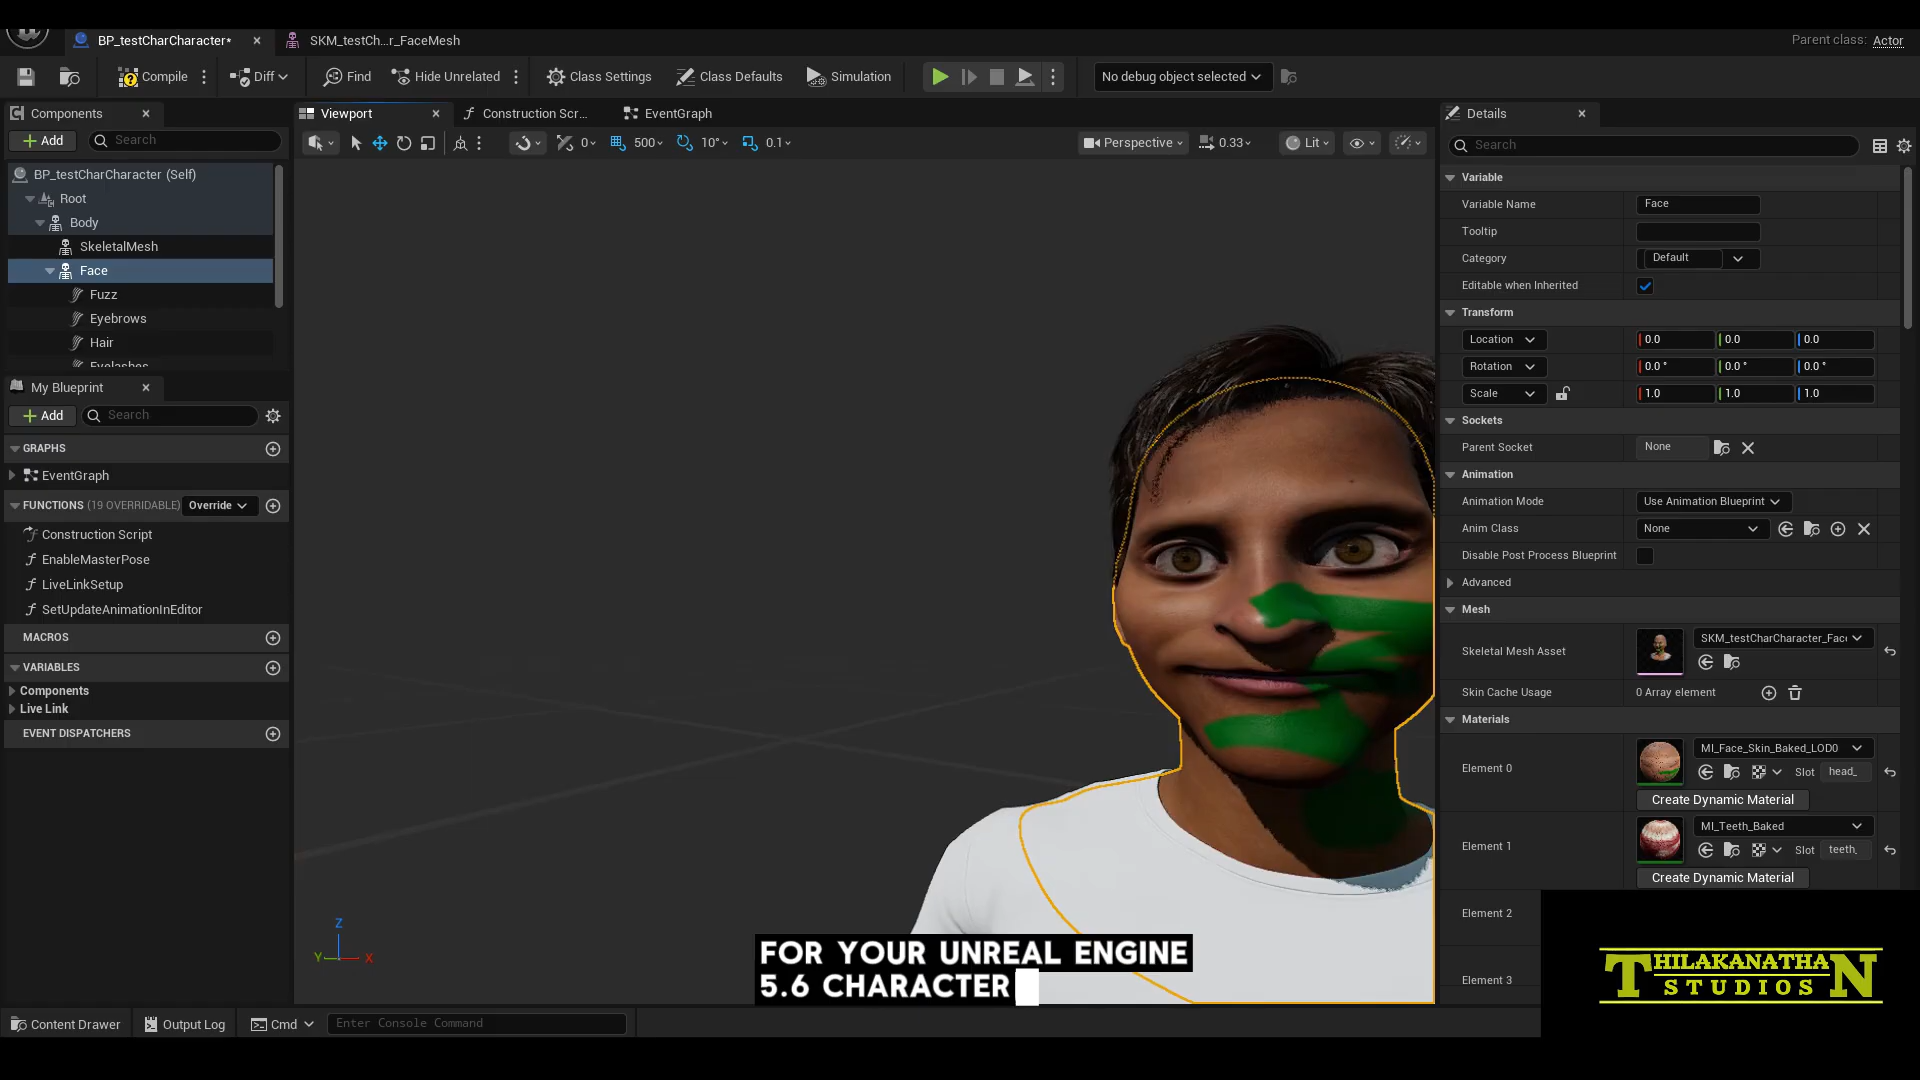 BP_testCharCharacter*
SKM_testCh...r_FaceMesh
Parent class: Actor
Compile
Diff
Find
Hide Unrelated
Class Settings
Class Defaults
Simulation
No debug object selected
Components
Viewport
Construction Scr...
EventGraph
Details
Add
Search
0
500
10°
0.1
Perspective
0.33
Lit
Search
BP_testCharCharacter (Self)
Root
Body
SkeletalMesh
Face
Fuzz
Eyebrows
Hair
Eyelashes
My Blueprint
Add
Search
GRAPHS
EventGraph
FUNCTIONS (19 OVERRIDABLE)
Override
Construction Script
EnableMasterPose
LiveLinkSetup
SetUpdateAnimationInEditor
MACROS
VARIABLES
Components
Live Link
EVENT DISPATCHERS
Variable
Variable Name
Face
Tooltip
Category
Default
Editable when Inherited
Transform
Location
0.0
0.0
0.0
Rotation
0.0 °
0.0 °
0.0 °
Scale
1.0
1.0
1.0
Sockets
Parent Socket
None
Animation
Animation Mode
Use Animation Blueprint
Anim Class
None
Disable Post Process Blueprint
Advanced
Mesh
Skeletal Mesh Asset
SKM_testCharCharacter_Fac
Skin Cache Usage
0 Array element
Materials
Element 0
MI_Face_Skin_Baked_LOD0
Slot
head_
Create Dynamic Material
Element 1
MI_Teeth_Baked
Slot
teeth_
Create Dynamic Material
Element 2
Element 3
Z
Y
X
FOR YOUR UNREAL ENGINE
5.6 CHARACTER
THILAKANATHAN
STUDIOS
Content Drawer
Output Log
Cmd
Enter Console Command